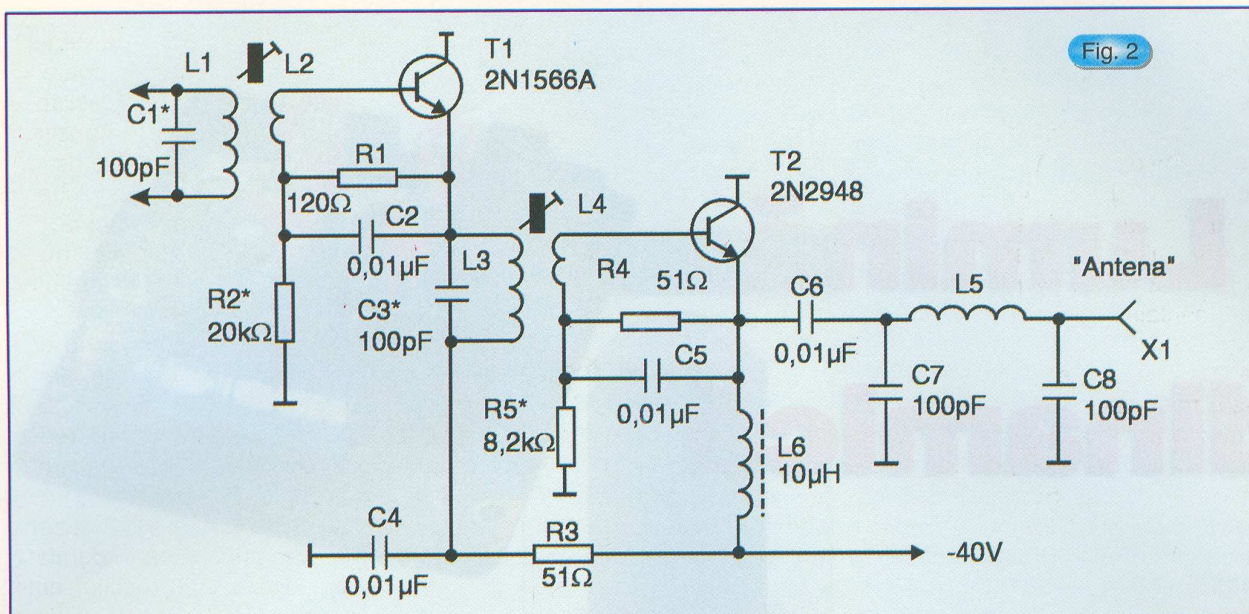 Fig. 2
L1
L2
T1
2N1566A
C1*
100pF
R1
120Ω
C2
0,01µF
R2*
20kΩ
L3
C3*
100pF
L4
T2
2N2948
R4
51Ω
C5
0,01µF
R5*
8,2kΩ
C6
0,01µF
L5
"Antena"
X1
C7
100pF
C8
100pF
L6
10µH
C4
0,01µF
R3
51Ω
-40V